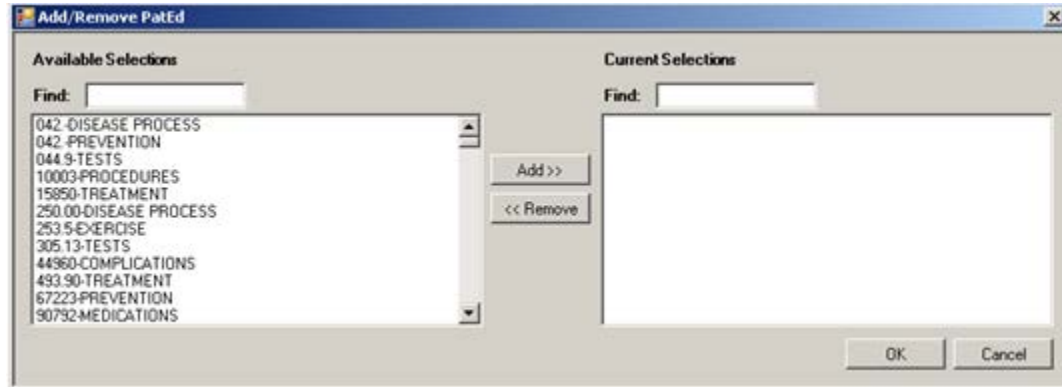 Add/Remove PatEd
Available Selections
Current Selections
Find:
Find:
042.-DISEASE PROCESS
042.-PREVENTION
044.9-TESTS
10003-PROCEDURES
15850-TREATMENT
250.00-DISEASE PROCESS
253.5-EXERCISE
305.13-TESTS
44960-COMPLICATIONS
493.90-TREATMENT
67223-PREVENTION
90792-MEDICATIONS
Add >>
<< Remove
OK
Cancel